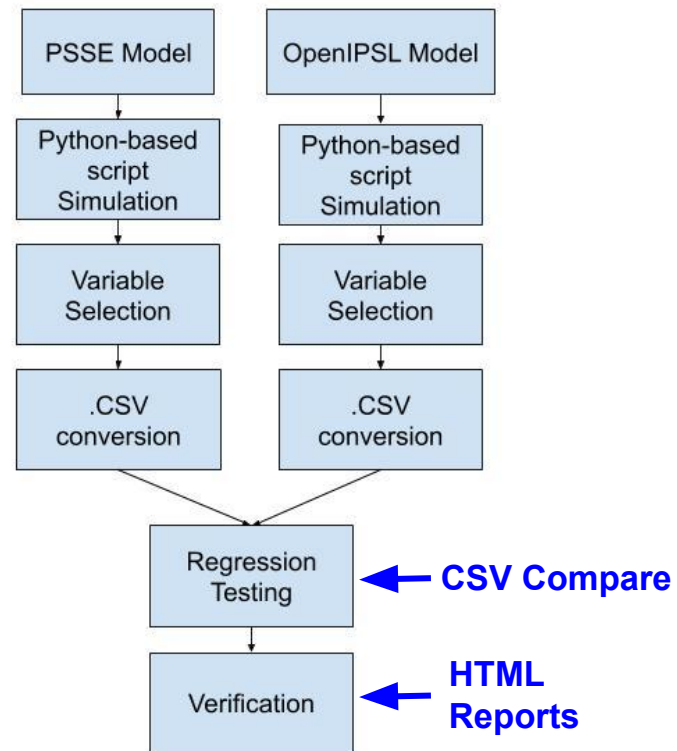 PSSE Model
OpenIPSL Model
Python-based
script
Simulation
Python-based
script
Simulation
Variable
Selection
Variable
Selection
.CSV
conversion
.CSV
conversion
Regression
Testing
CSV Compare
Verification
HTML
Reports